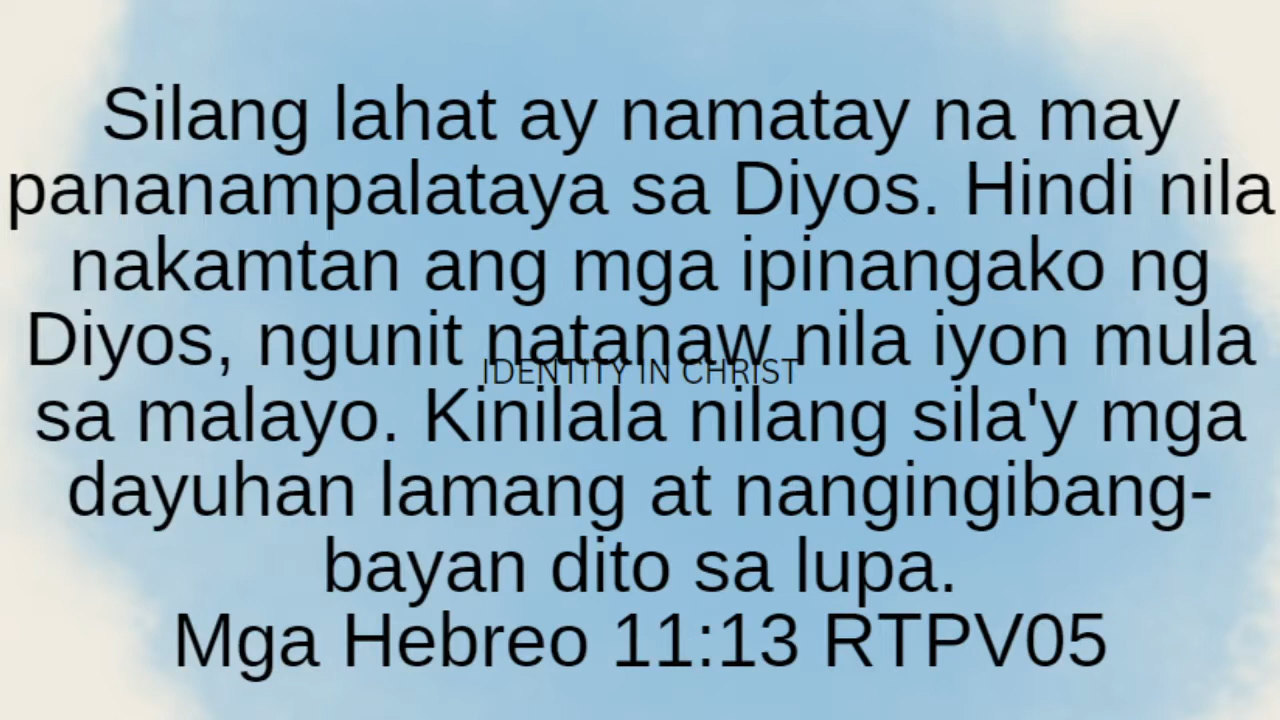 Silang lahat ay namatay na may
pananampalataya sa Diyos. Hindi nila
nakamtan ang mga ipinangako ng
Diyos, ngunit natanaw nila iyon mula
IDENTITY IN CHRIST
sa malayo. Kinilala nilang sila'y mga
dayuhan lamang at nangingibang-
bayan dito sa lupa.
Mga Hebreo 11:13 RTPV05